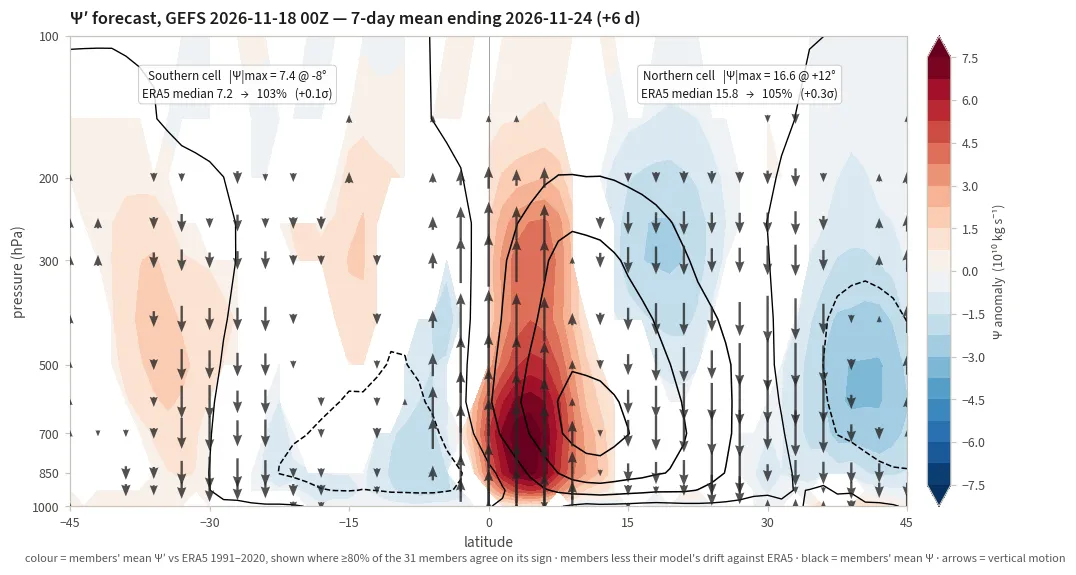 Ψ′ forecast, GEFS 2026-11-18 00Z — 7-day mean ending 2026-11-24 (+6 d)
Southern cell |Ψ|max = 7.4 @ -8°
ERA5 median 7.2 → 103% (+0.1σ)
Northern cell |Ψ|max = 16.6 @ +12°
ERA5 median 15.8 → 105% (+0.3σ)
100
200
300
400
500
700
850
1000
pressure (hPa)
−45
−30
−15
0
15
30
45
latitude
7.5
6.0
4.5
3.0
1.5
0.0
−1.5
−3.0
−4.5
−6.0
−7.5
Ψ anomaly (10¹⁰ kg s⁻¹)
colour = members' mean Ψ′ vs ERA5 1991–2020, shown where ≥80% of the 31 members agree on its sign · members less their model's drift against ERA5 · black = members' mean Ψ · arrows = vertical motion